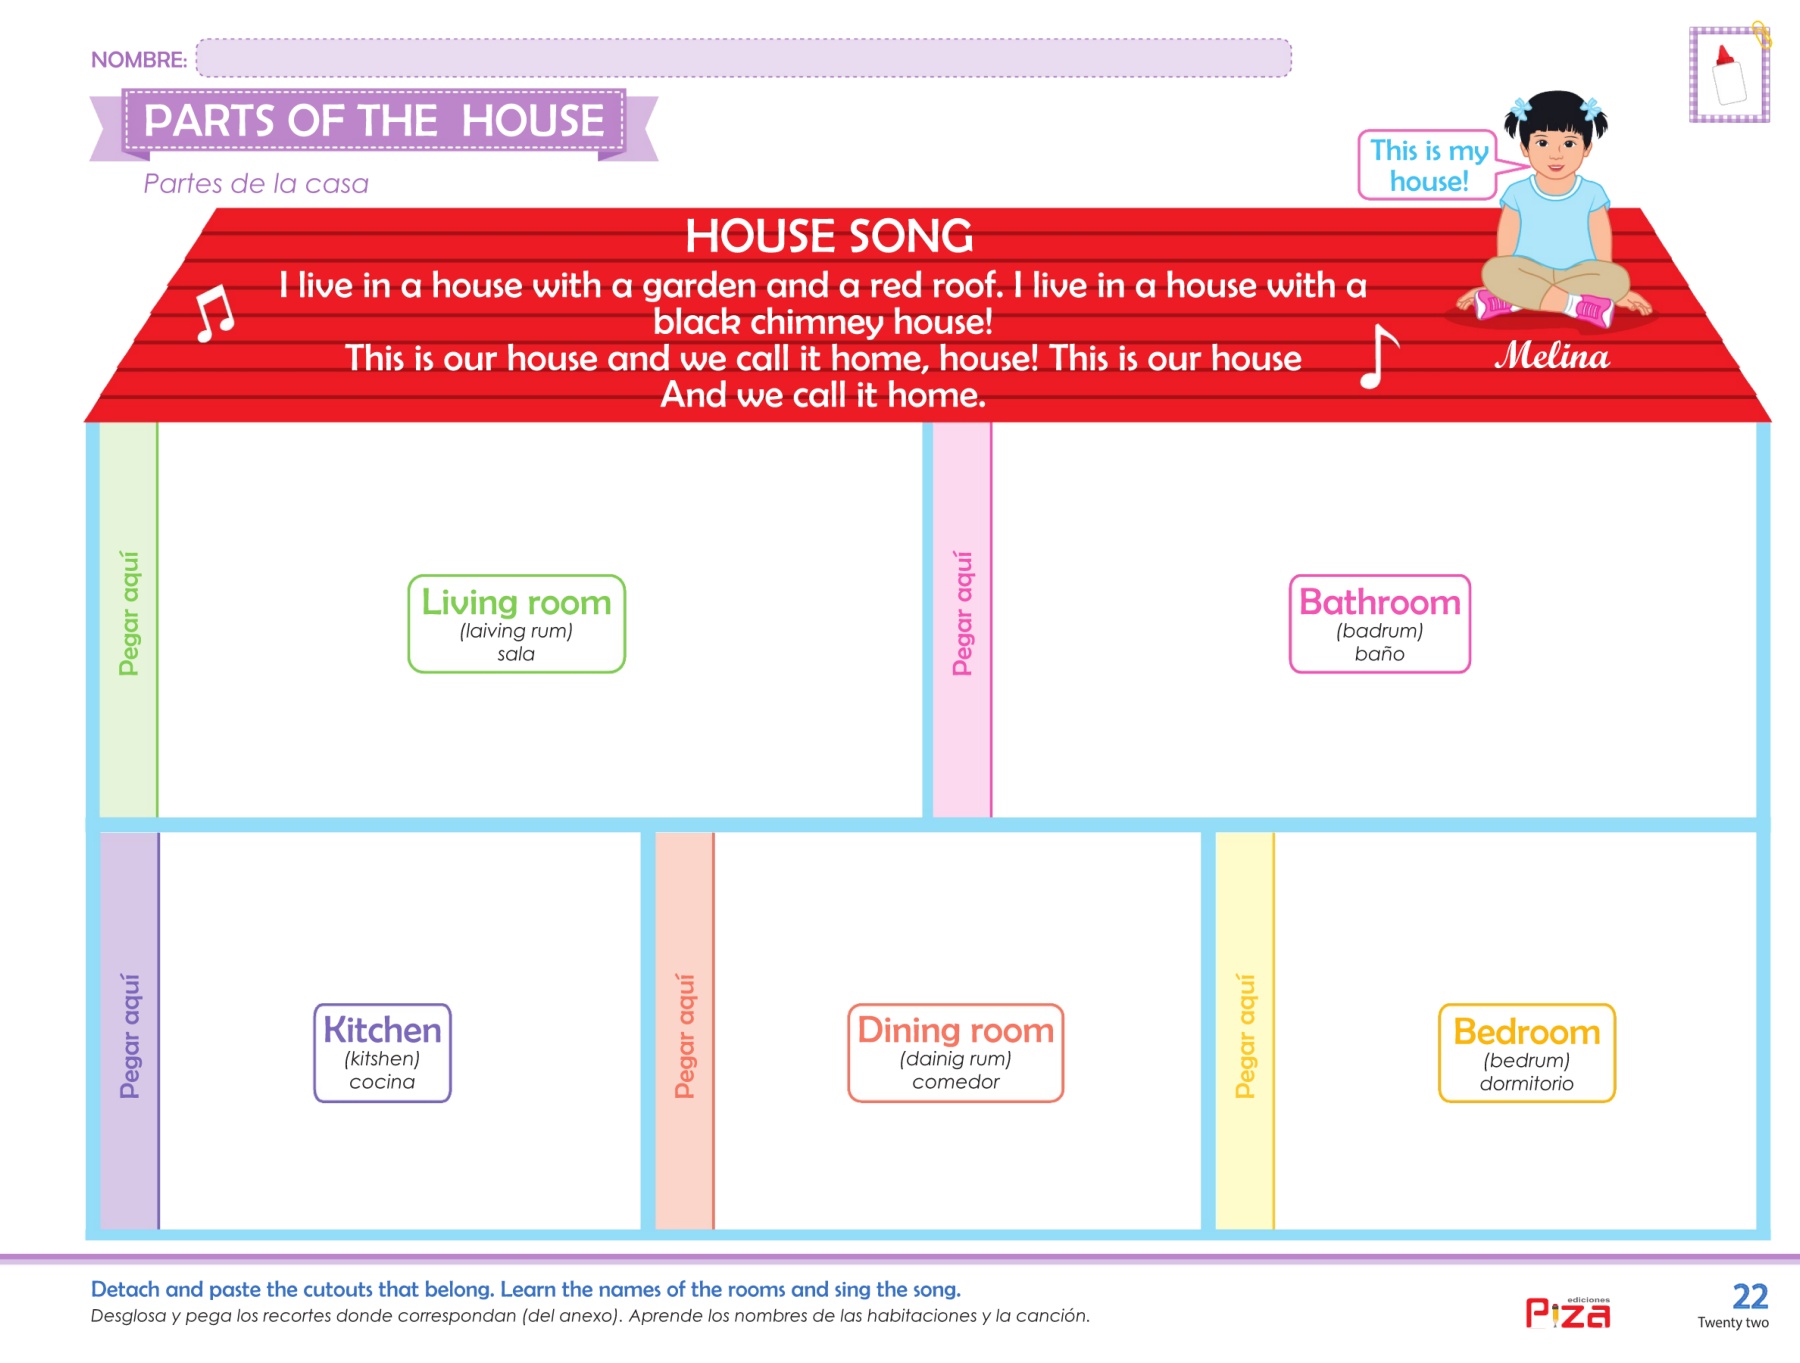 NOMBRE:
PARTS OF THE HOUSE
Partes de la casa
This is my
house!
HOUSE SONG
I live in a house with a garden and a red roof. I live in a house with a
black chimney house!
This is our house and we call it home, house! This is our house
And we call it home.
Melina
Pegar aquí
Living room
(laiving rum)
sala
Pegar aquí
Bathroom
(badrum)
baño
Pegar aquí
Kitchen
(kitshen)
cocina
Pegar aquí
Dining room
(dainig rum)
comedor
Pegar aquí
Bedroom
(bedrum)
dormitorio
Detach and paste the cutouts that belong. Learn the names of the rooms and sing the song.
Desglosa y pega los recortes donde correspondan (del anexo). Aprende los nombres de las habitaciones y la canción.
ediciones
Piza
22
Twenty two